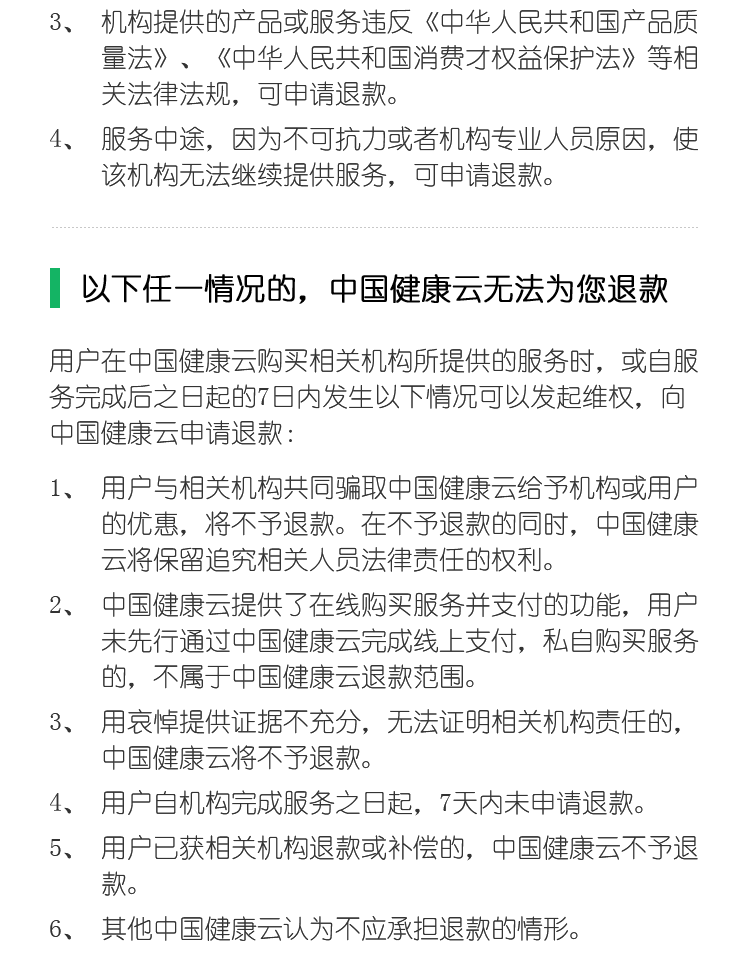 3、 机构提供的产品或服务违反《中华人民共和国产品质
量法》、《中华人民共和国消费才权益保护法》等相
关法律法规，可申请退款。
4、 服务中途，因为不可抗力或者机构专业人员原因，使
该机构无法继续提供服务，可申请退款。
以下任一情况的，中国健康云无法为您退款
用户在中国健康云购买相关机构所提供的服务时，或自服
务完成后之日起的7日内发生以下情况可以发起维权，向
中国健康云申请退款：
1、 用户与相关机构共同骗取中国健康云给予机构或用户
的优惠，将不予退款。在不予退款的同时，中国健康
云将保留追究相关人员法律责任的权利。
2、 中国健康云提供了在线购买服务并支付的功能，用户
未先行通过中国健康云完成线上支付，私自购买服务
的，不属于中国健康云退款范围。
3、 用哀悼提供证据不充分，无法证明相关机构责任的，
中国健康云将不予退款。
4、 用户自机构完成服务之日起，7天内未申请退款。
5、 用户已获相关机构退款或补偿的，中国健康云不予退
款。
6、 其他中国健康云认为不应承担退款的情形。